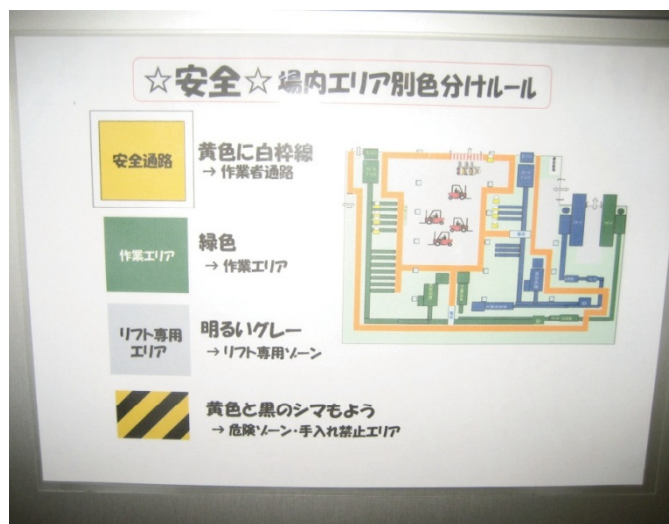 ☆安全☆ 場内エリア別色分けルール
安全通路
黄色に白枠線
→ 作業者通路
作業エリア
緑色
→ 作業エリア
リフト専用
エリア
明るいグレー
→ リフト専用ゾーン
黄色と黒のシマもよう
→ 危険ゾーン・手入れ禁止エリア